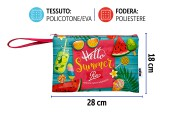 TESSUTO:
POLICOTONE/EVA
FODERA:
POLIESTERE
Hello
Summer
18 cm
28 cm